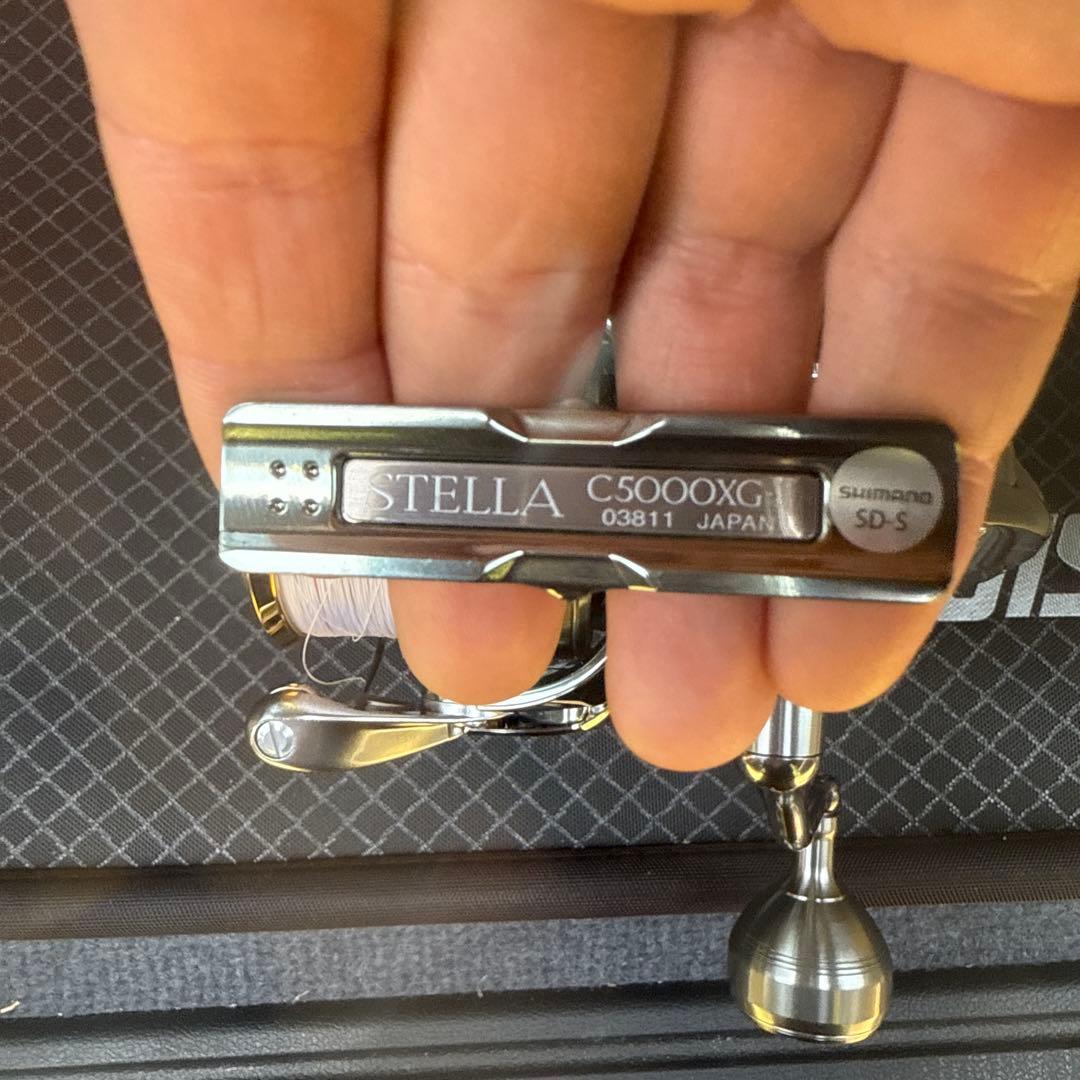 STELLA C5000XG
03811 JAPAN
SHIMANO
SD-S